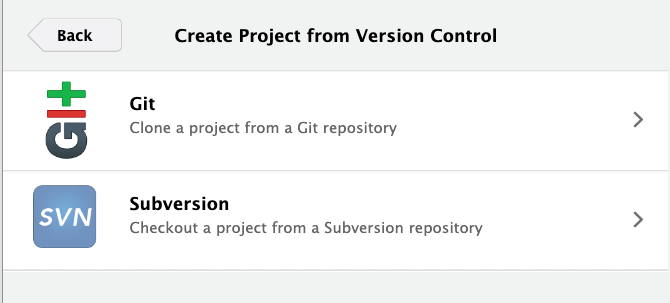 Back
Create Project from Version Control
Git
Git
Clone a project from a Git repository
SVN
Subversion
Checkout a project from a Subversion repository